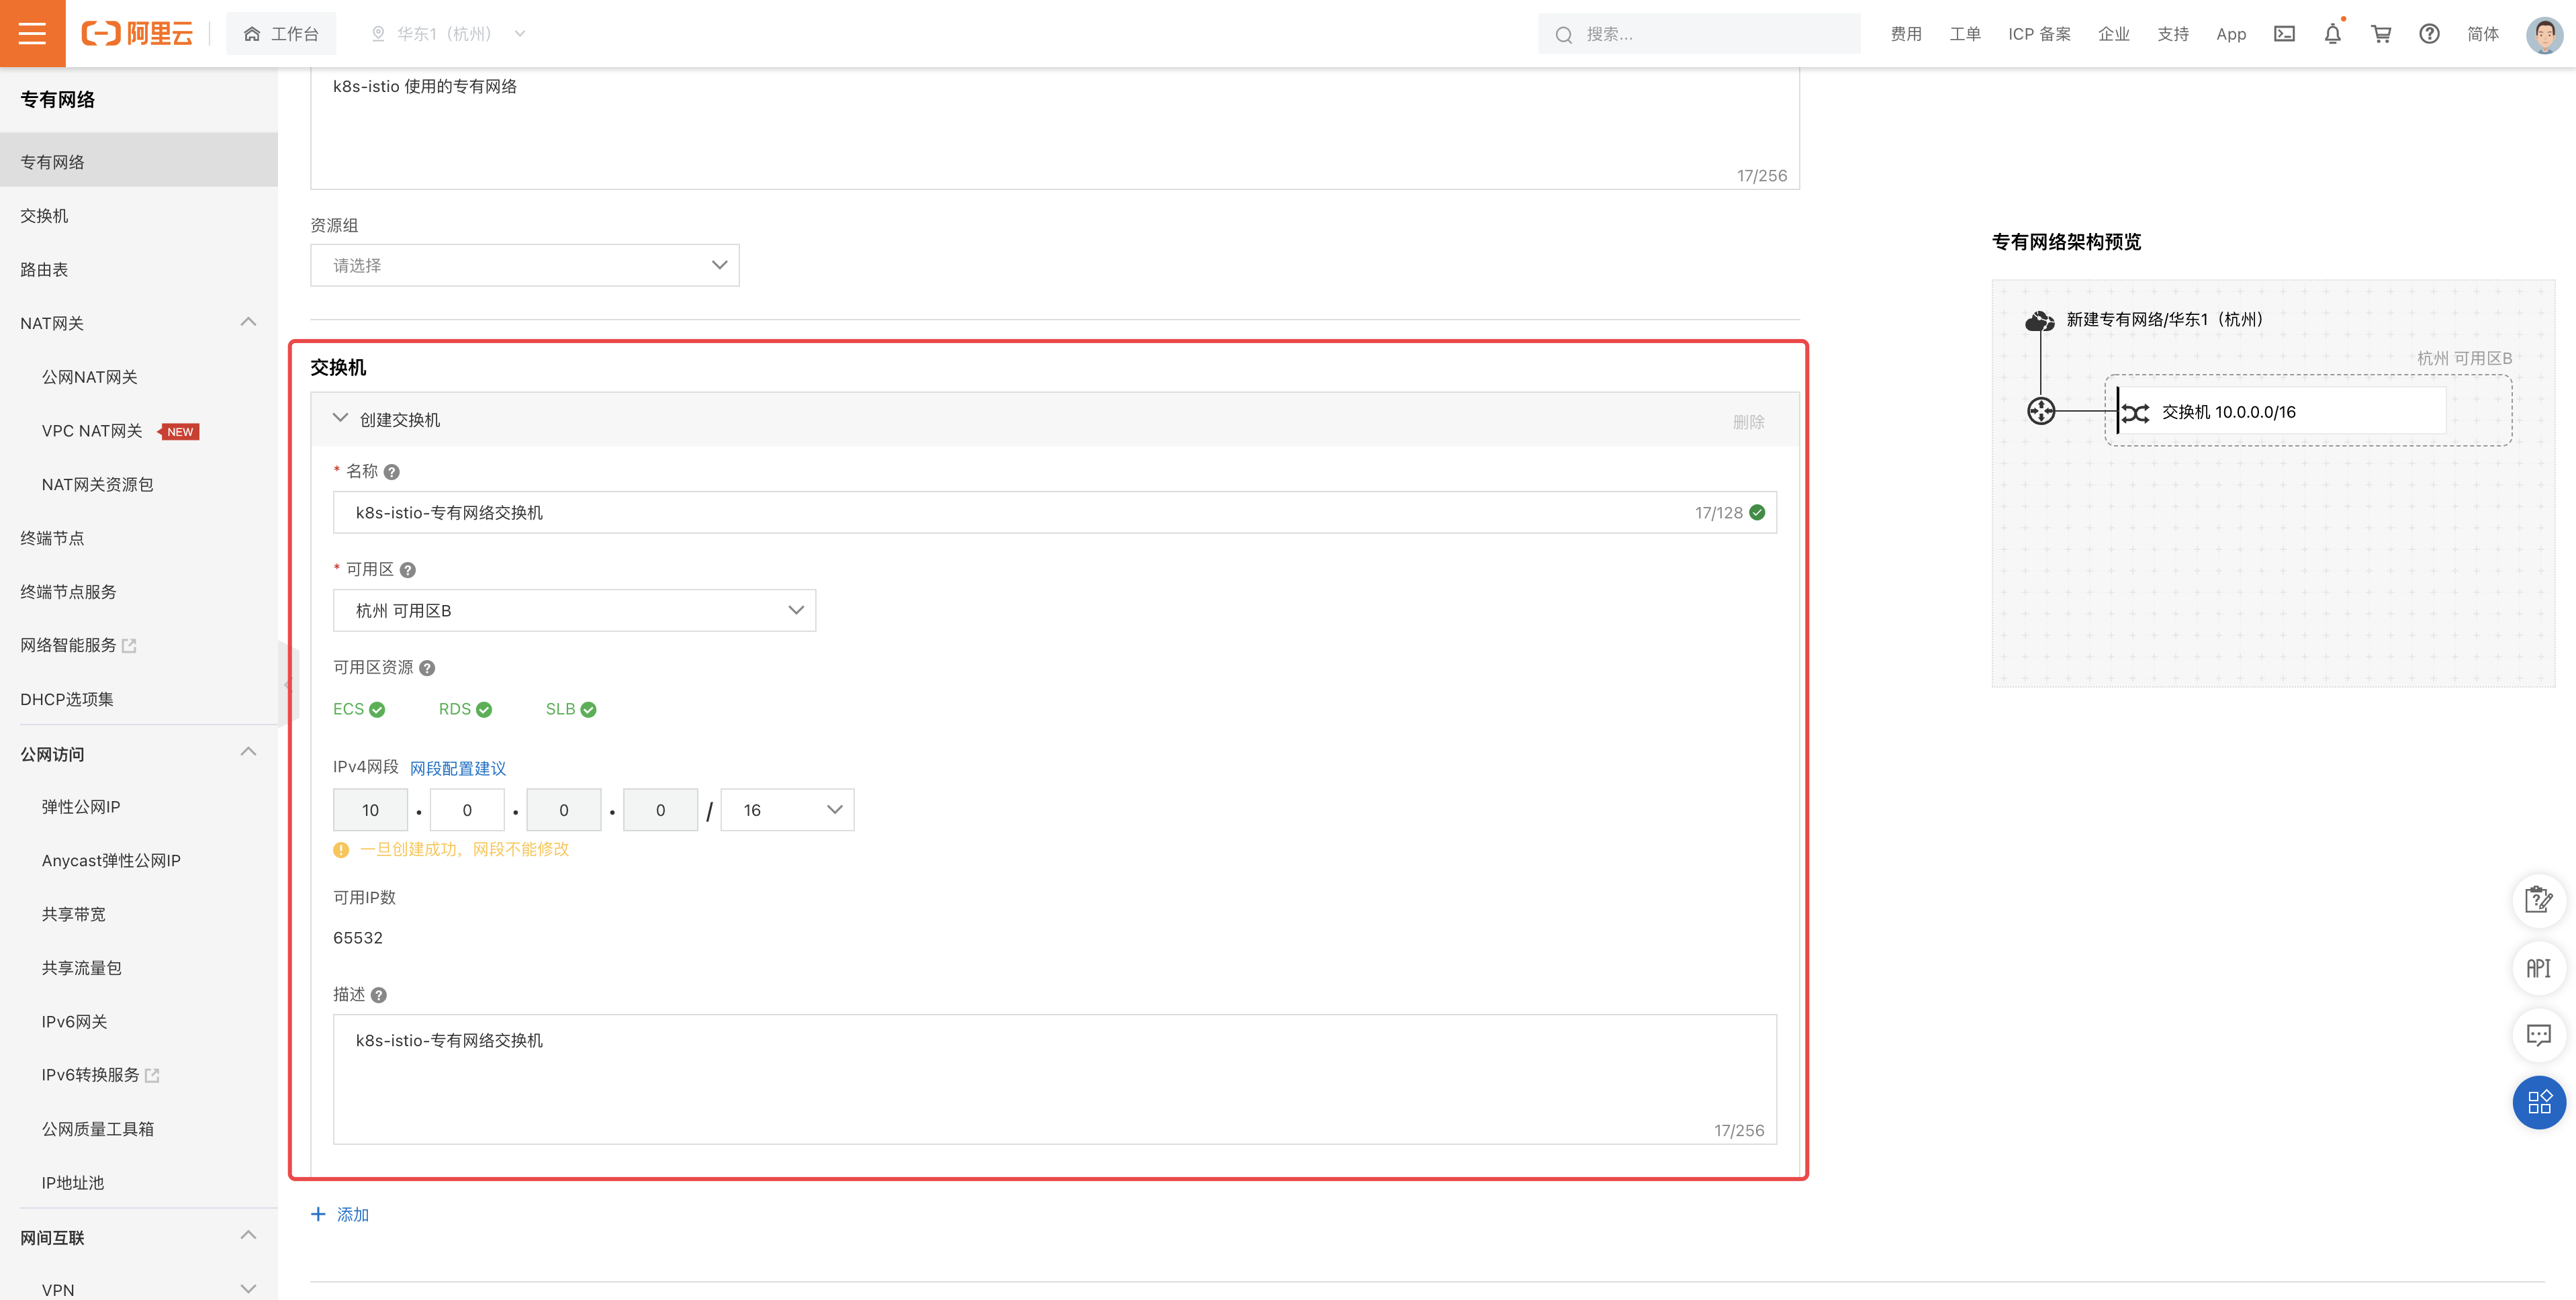 阿里云
工作台
华东1（杭州）
搜索...
费用
工单
ICP 备案
企业
支持
App
简体
专有网络
专有网络
交换机
路由表
NAT网关
公网NAT网关
VPC NAT网关 NEW
NAT网关资源包
终端节点
终端节点服务
网络智能服务
DHCP选项集
公网访问
弹性公网IP
Anycast弹性公网IP
共享带宽
共享流量包
IPv6网关
IPv6转换服务
公网质量工具箱
IP地址池
网间互联
VPN
k8s-istio 使用的专有网络
17/256
资源组
请选择
交换机
创建交换机
删除
* 名称
k8s-istio-专有网络交换机
17/128
* 可用区
杭州 可用区B
可用区资源
ECS RDS SLB
IPv4网段 网段配置建议
10 . 0 . 0 . 0 / 16
一旦创建成功，网段不能修改
可用IP数
65532
描述
k8s-istio-专有网络交换机
17/256
+ 添加
专有网络架构预览
新建专有网络/华东1（杭州）
杭州 可用区B
交换机 10.0.0.0/16
API